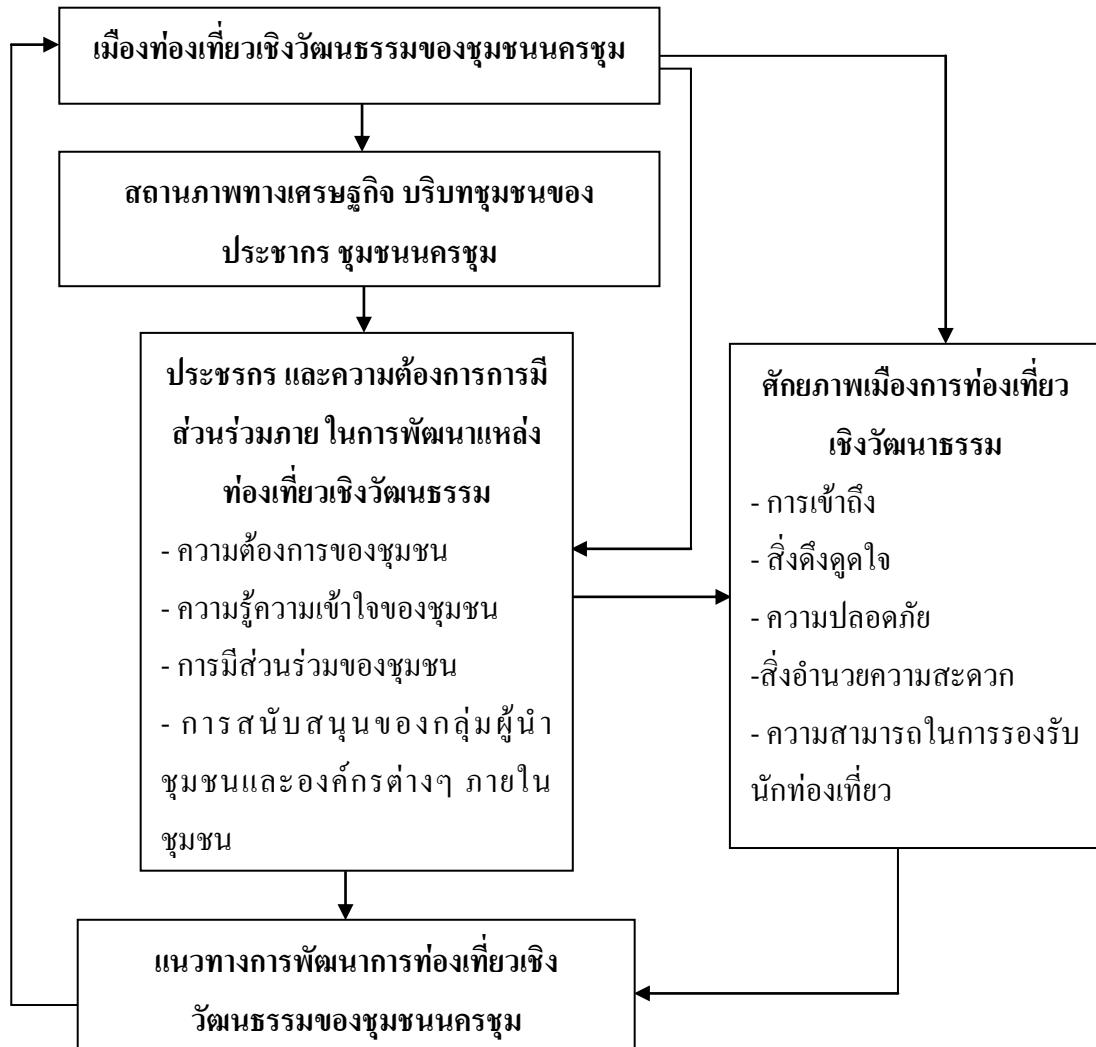 เมืองท่องเที่ยวเชิงวัฒนธรรมของชุมชนนครชุม
สถานภาพทางเศรษฐกิจ บริบทชุมชนของ
ประชากร ชุมชนนครชุม
ประชรกร และความต้องการการมี
ส่วนร่วมภาย ในการพัฒนาแหล่ง
ท่องเที่ยวเชิงวัฒนธรรม
- ความต้องการของชุมชน
- ความรู้ความเข้าใจของชุมชน
- การมีส่วนร่วมของชุมชน
- การสนับสนุนของกลุ่มผู้นำ
ชุมชนและองค์กรต่างๆ ภายใน
ชุมชน
ศักยภาพเมืองการท่องเที่ยว
เชิงวัฒนาธรรม
- การเข้าถึง
- สิ่งดึงดูดใจ
- ความปลอดภัย
-สิ่งอำนวยความสะดวก
- ความสามารถในการรองรับ
นักท่องเที่ยว
แนวทางการพัฒนาการท่องเที่ยวเชิง
วัฒนธรรมของชุมชนนครชุม